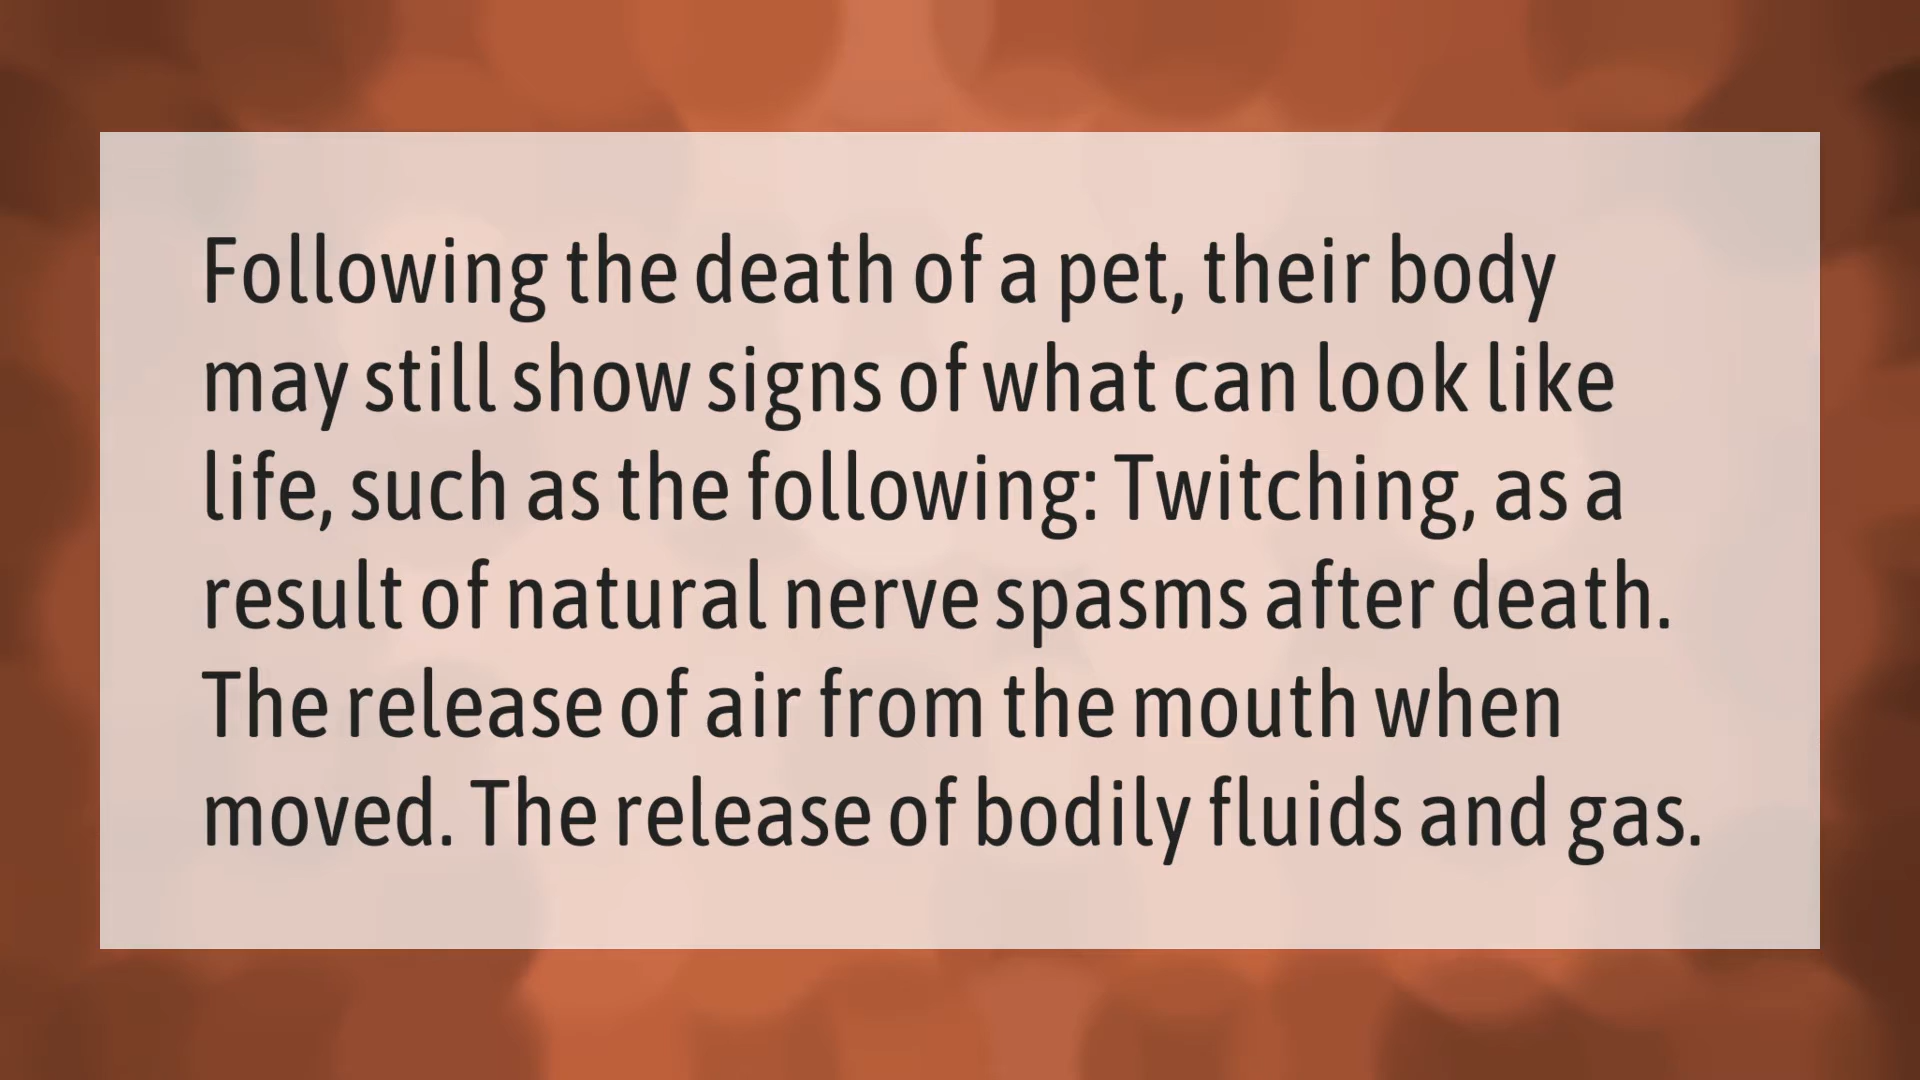 Following the death of a pet, their body
may still show signs of what can look like
life, such as the following: Twitching, as a
result of natural nerve spasms after death.
The release of air from the mouth when
moved. The release of bodily fluids and gas.